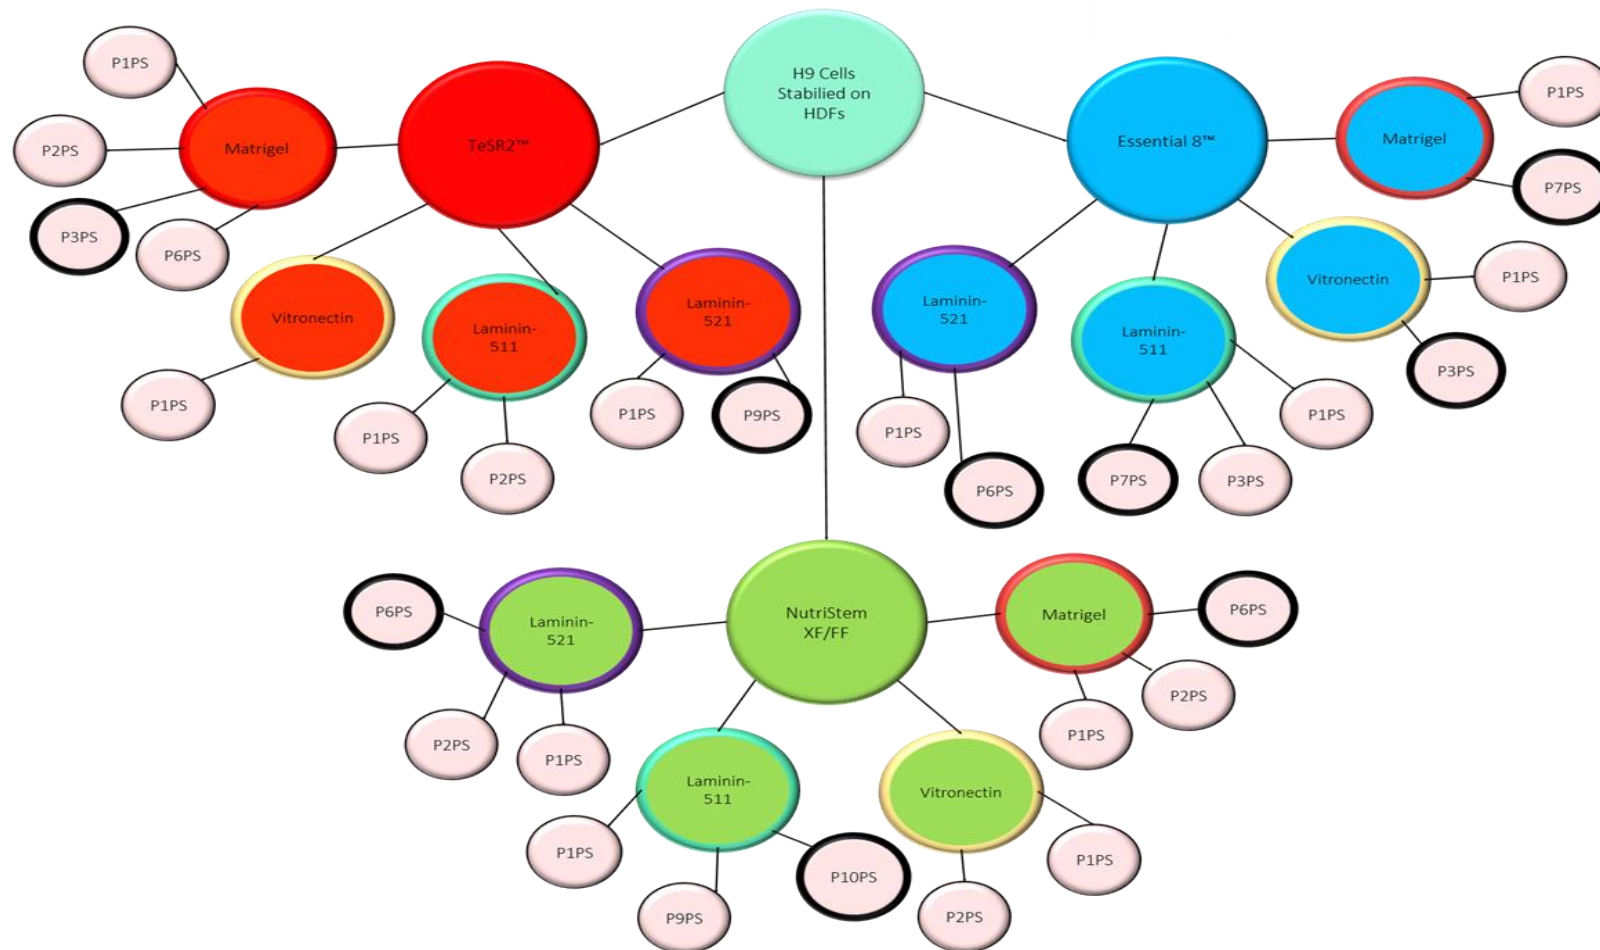 H9 Cells
Stabilied on
HDFs
TeSR2™
Matrigel
P1PS
P2PS
P3PS
P6PS
Vitronectin
P1PS
Laminin-
511
P1PS
P2PS
Laminin-
521
P1PS
P9PS
Essential 8™
Matrigel
P1PS
P7PS
Vitronectin
P1PS
P3PS
Laminin-
511
P1PS
P3PS
P7PS
Laminin-
521
P1PS
P6PS
NutriStem
XF/FF
Laminin-
521
P6PS
P2PS
P1PS
Laminin-
511
P1PS
P9PS
P10PS
Vitronectin
P1PS
P2PS
Matrigel
P6PS
P2PS
P1PS